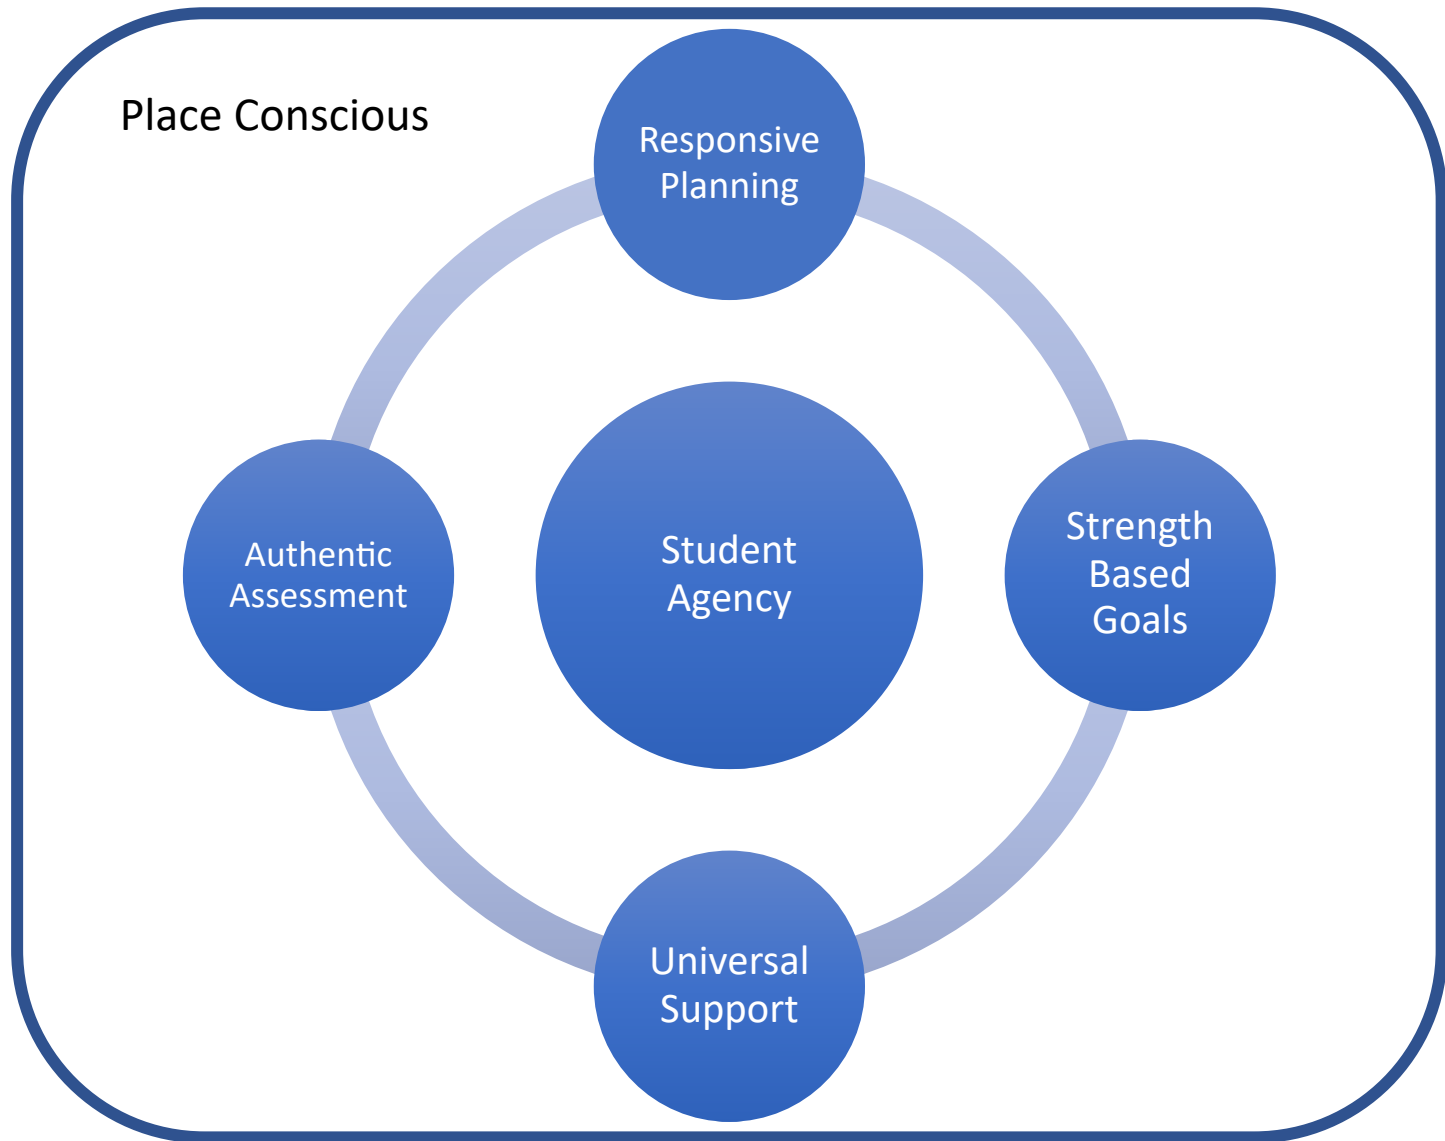 Place Conscious
Responsive
Planning
Authentic
Assessment
Student
Agency
Strength
Based
Goals
Universal
Support